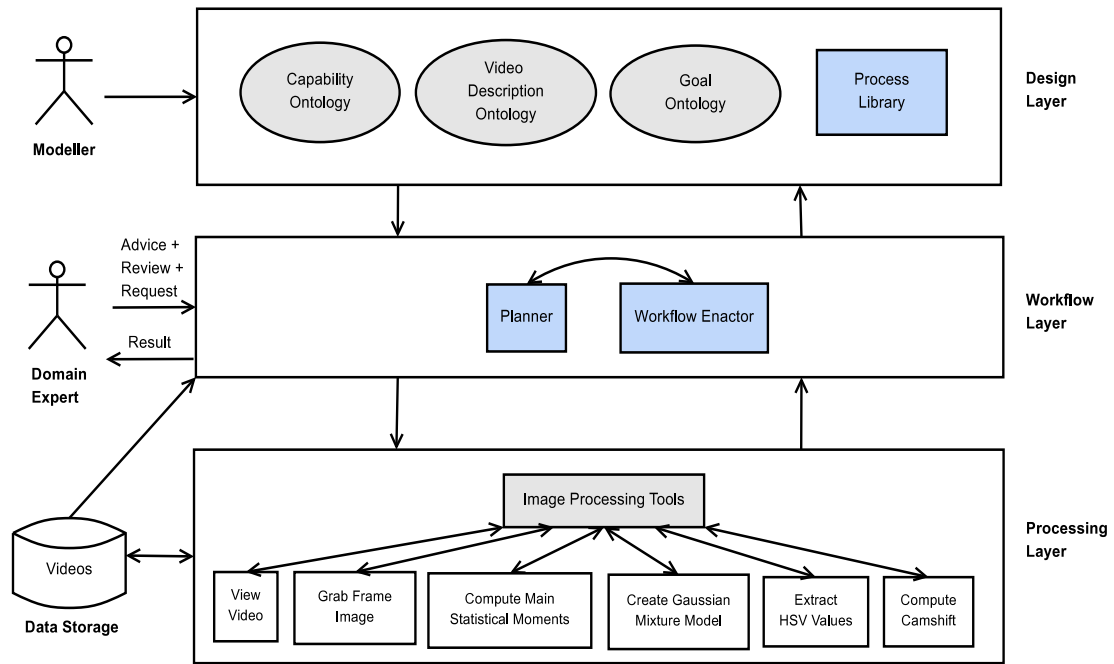 Capability
Ontology
Video
Description
Ontology
Goal
Ontology
Process
Library
Design
Layer
Modeller
Advice +
Review +
Request
Result
Domain
Expert
Planner
Workflow Enactor
Workflow
Layer
Image Processing Tools
Processing
Layer
Videos
Data Storage
View
Video
Grab Frame
Image
Compute Main
Statistical Moments
Create Gaussian
Mixture Model
Extract
HSV Values
Compute
Camshift